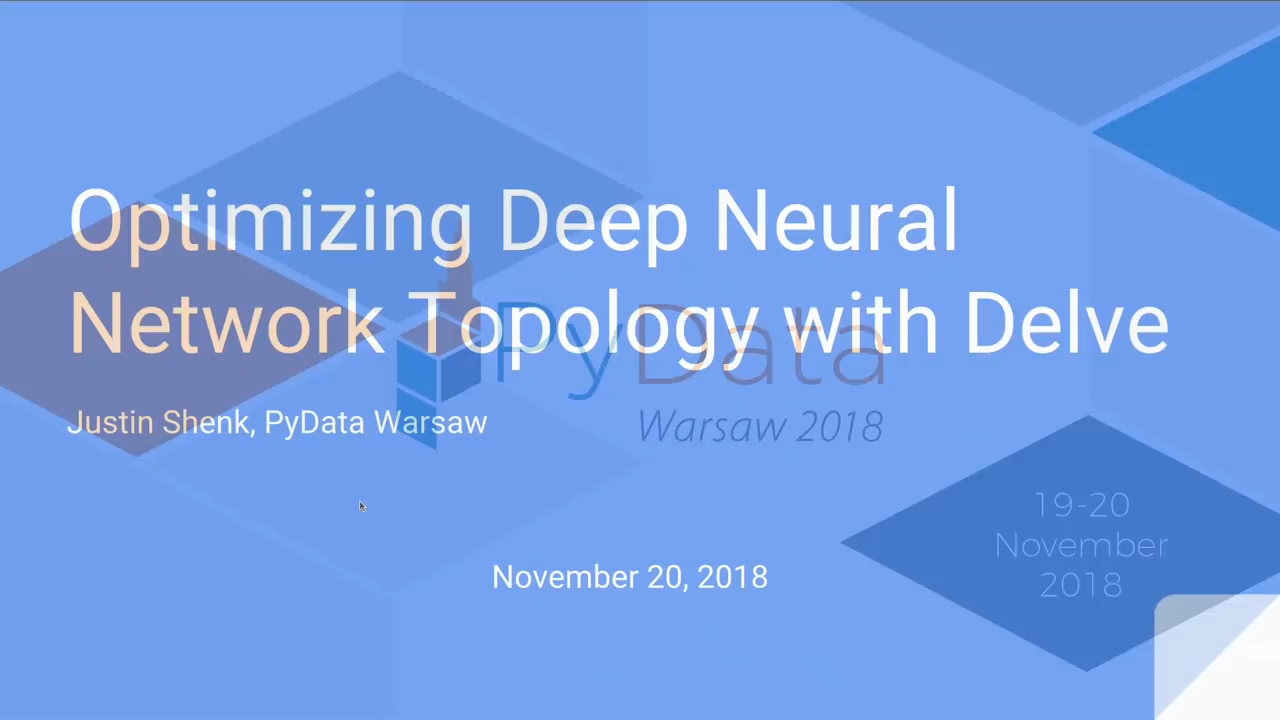 Optimizing Deep Neural
Network Topology with Delve
PyData
Justin Shenk, PyData Warsaw
Warsaw 2018
19-20
November
2018
November 20, 2018